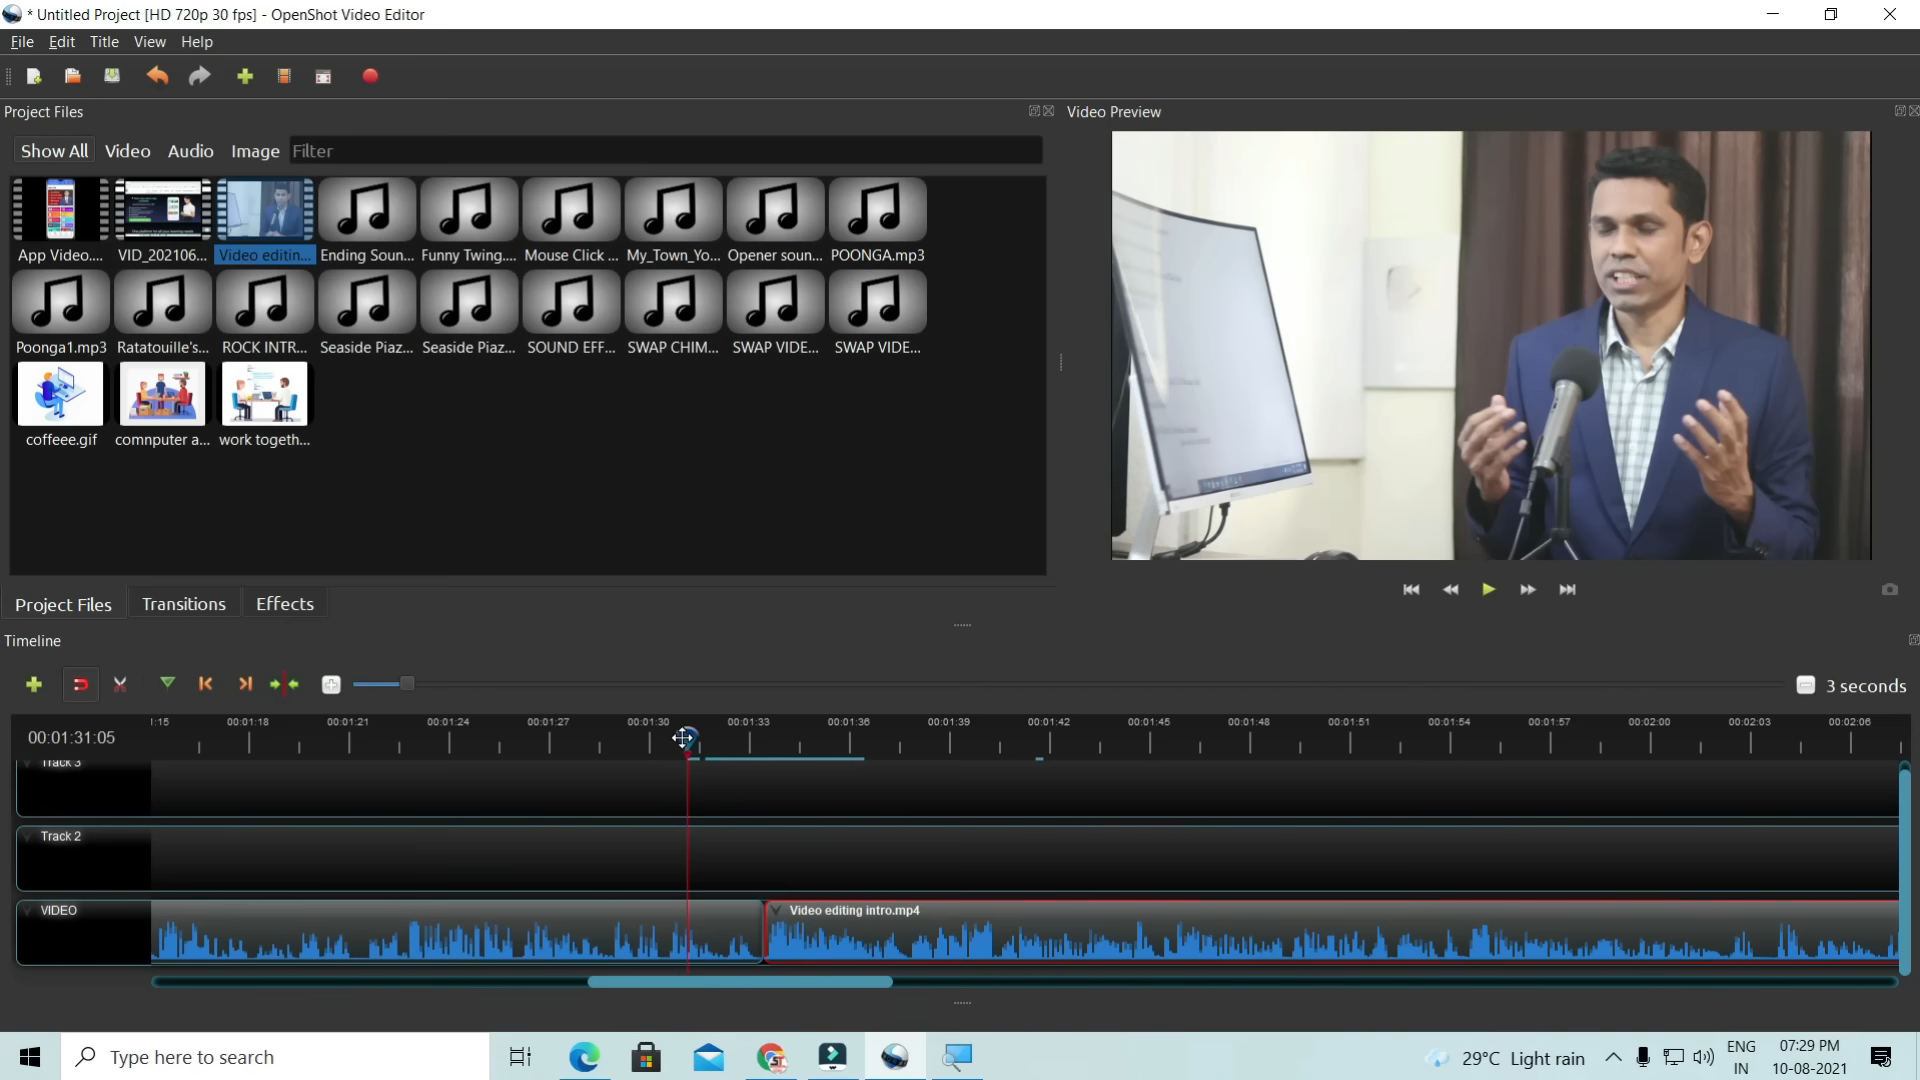 * Untitled Project [HD 720p 30 fps] - OpenShot Video Editor
File Edit Title View Help
Project Files
Video Preview
Show All Video Audio Image Filter
App Video.... VID_202106... Video editin... Ending Soun... Funny Twing.... Mouse Click ... My_Town_Yo... Opener soun... POONGA.mp3
Poonga1.mp3 Ratatouille's... ROCK INTR... Seaside Piaz... Seaside Piaz... SOUND EFF... SWAP CHIM... SWAP VIDE... SWAP VIDE...
coffeee.gif comnputer a... work togeth...
Project Files Transitions Effects
Timeline
3 seconds
00:01:31:05
1:15 00:01:18 00:01:21 00:01:24 00:01:27 00:01:30 00:01:33 00:01:36 00:01:39 00:01:42 00:01:45 00:01:48 00:01:51 00:01:54 00:01:57 00:02:00 00:02:03 00:02:06
Track 3
Track 2
VIDEO
Video editing intro.mp4
Type here to search
29°C Light rain
ENG
IN
07:29 PM
10-08-2021